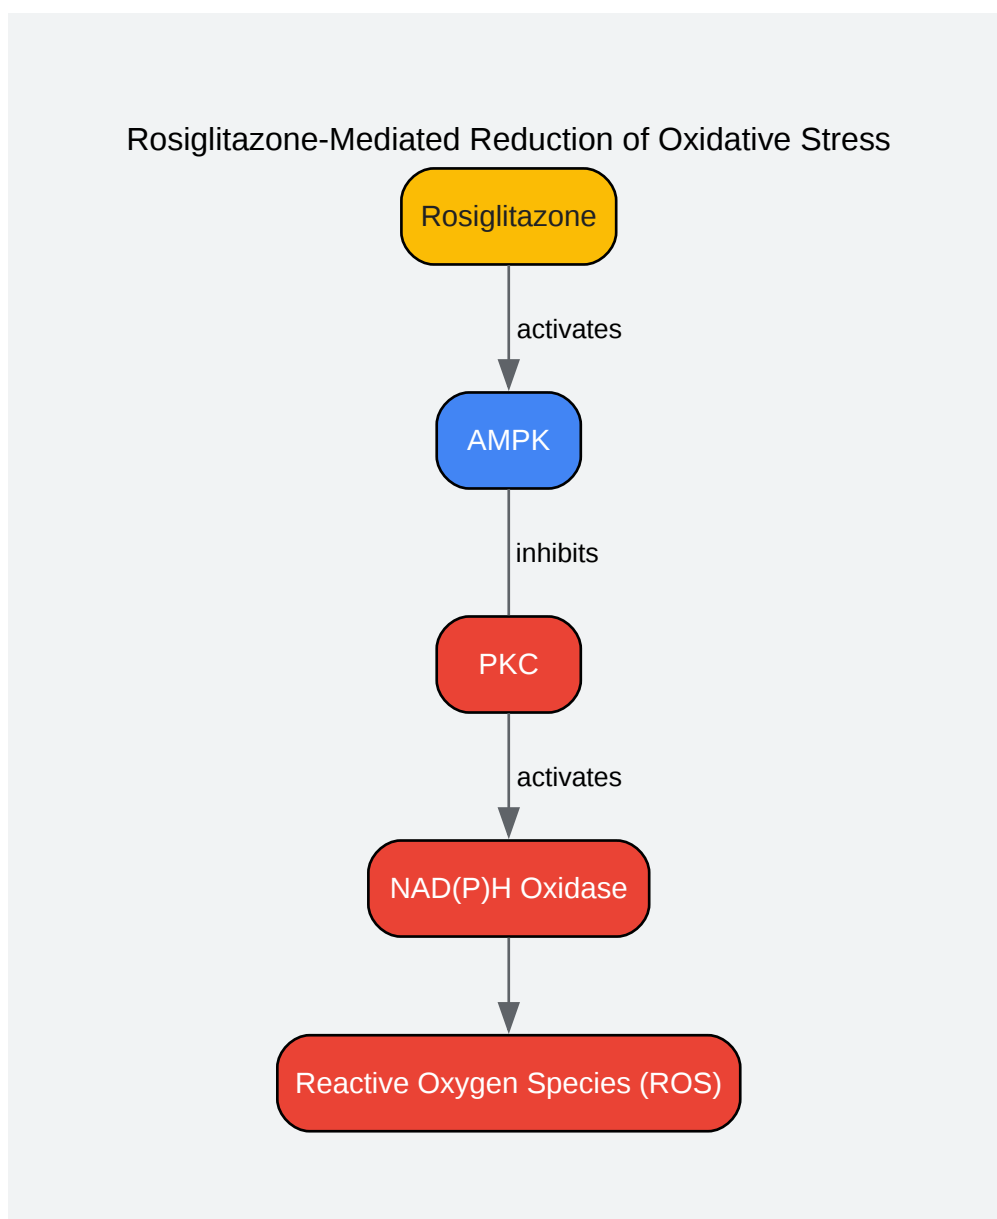 Rosiglitazone-Mediated Reduction of Oxidative Stress
Rosiglitazone
activates
AMPK
inhibits
PKC
activates
NAD(P)H Oxidase
Reactive Oxygen Species (ROS)